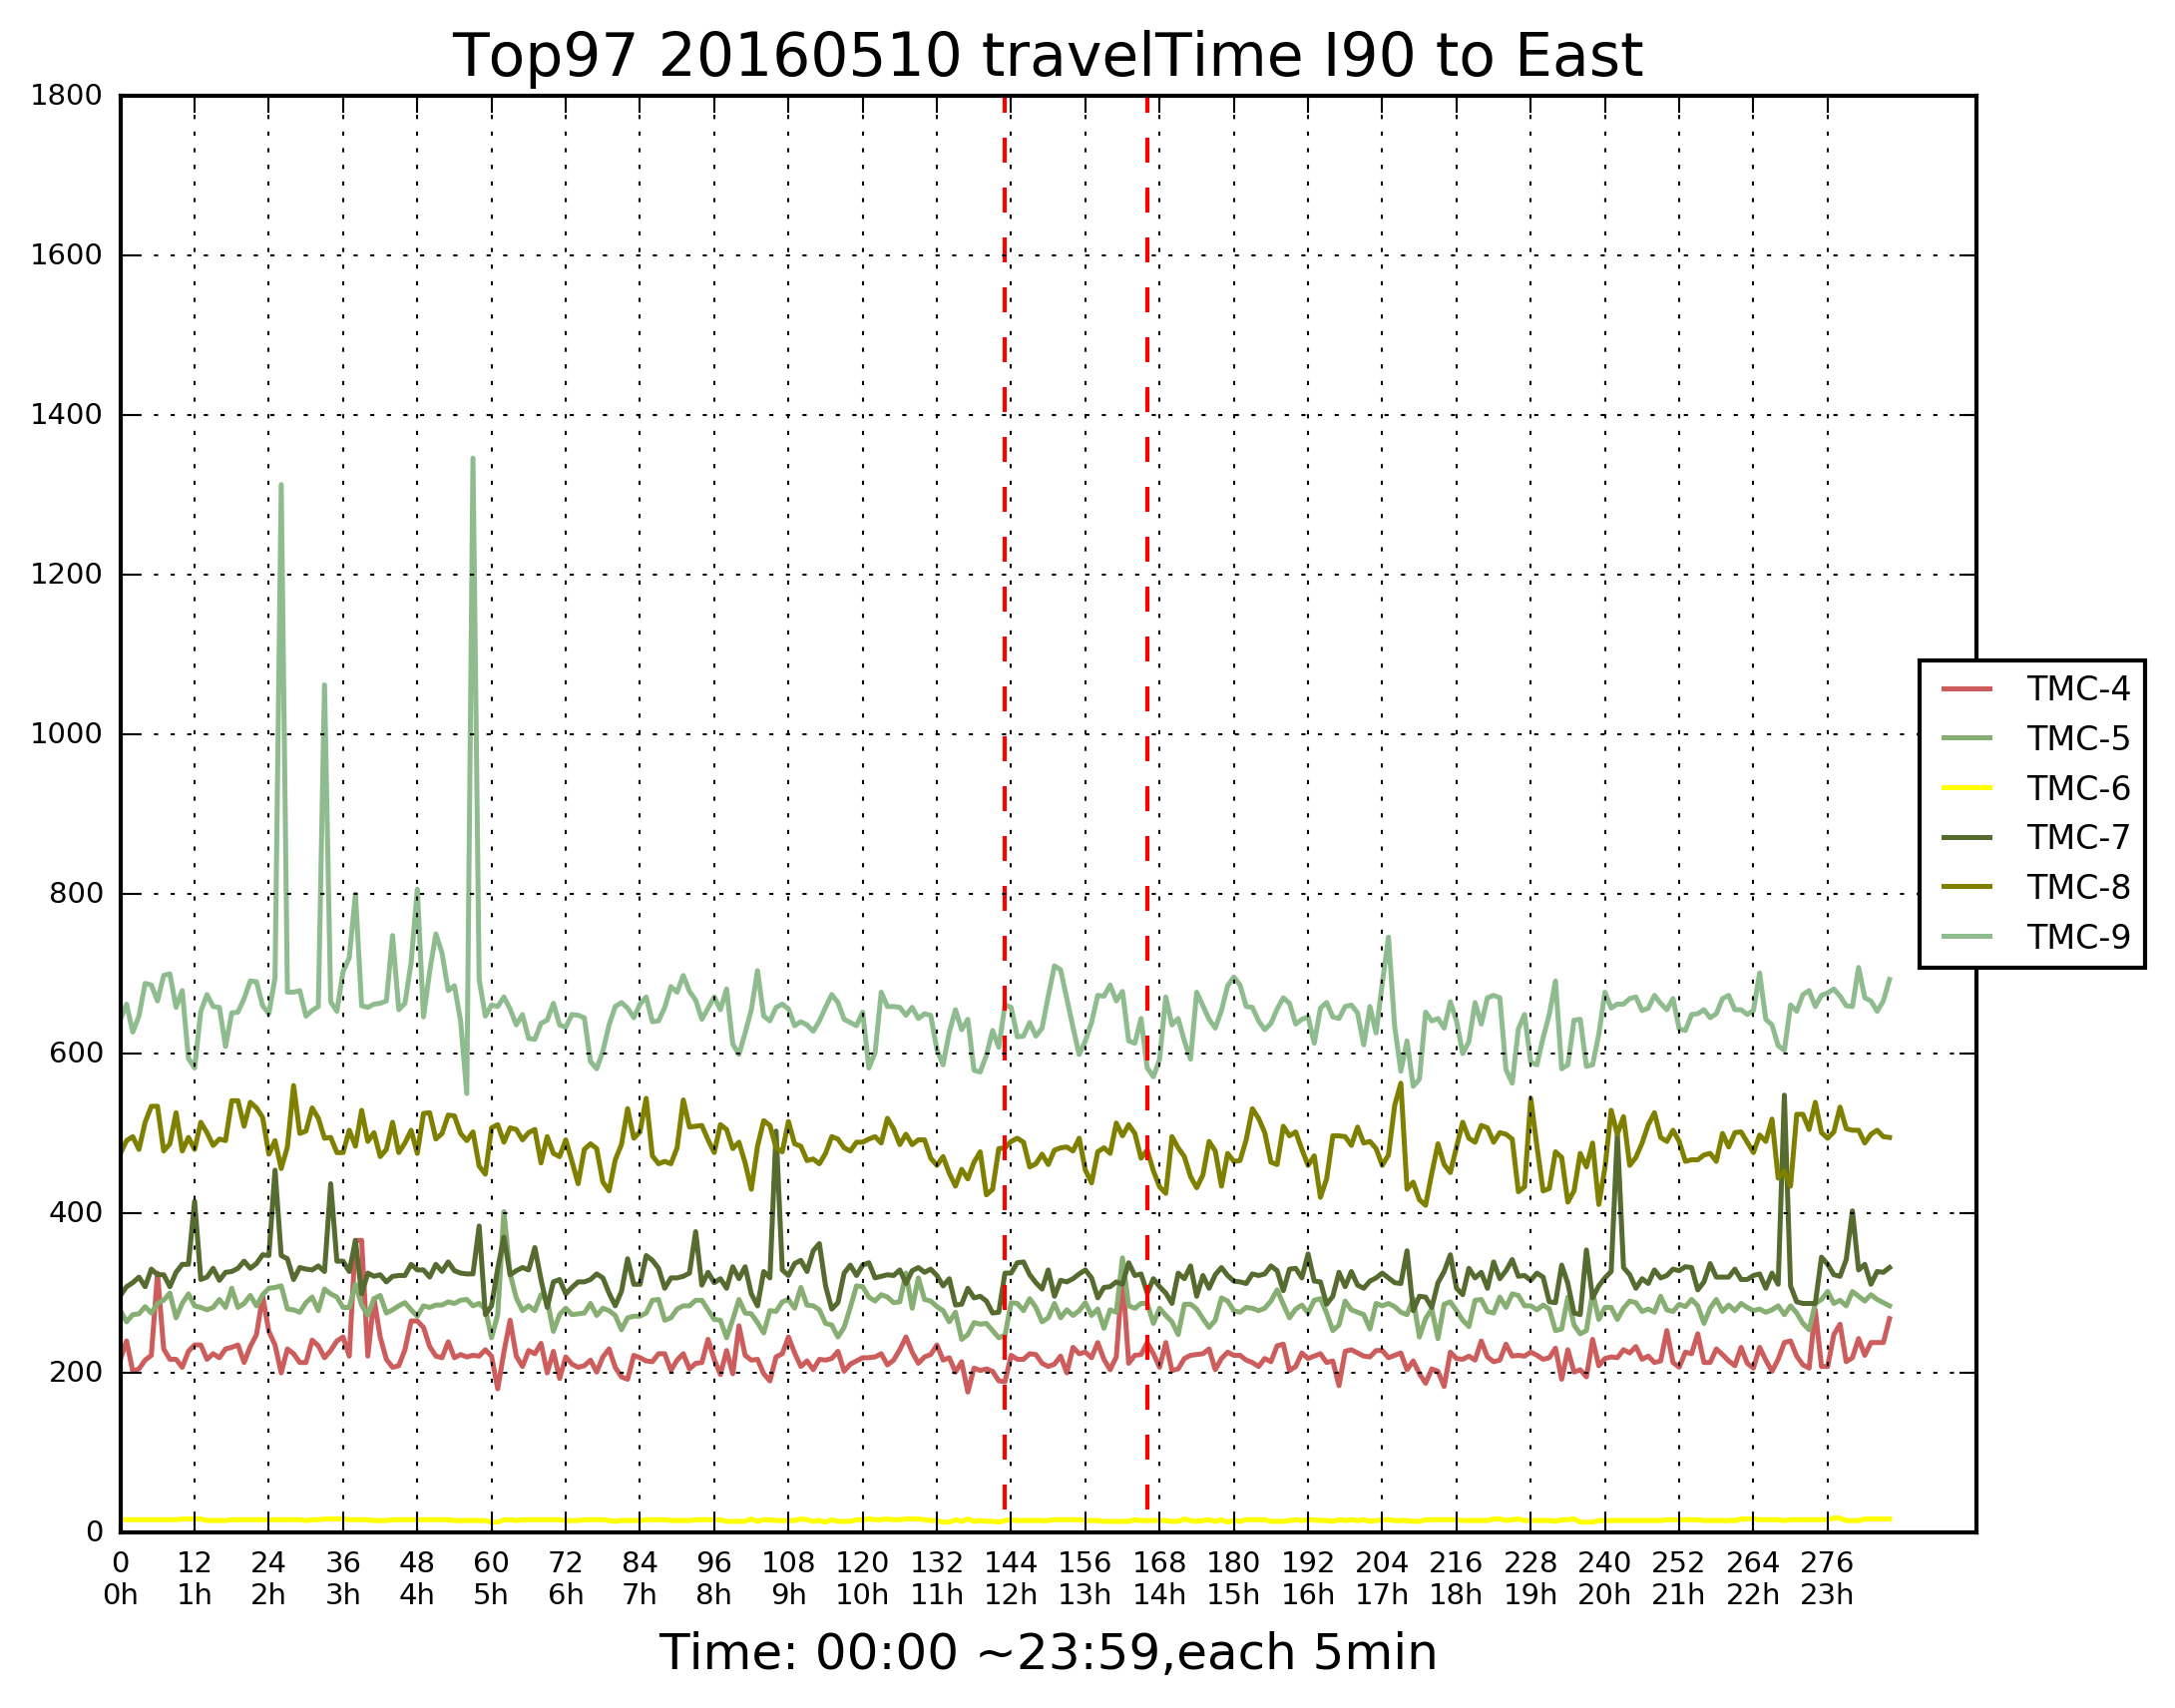 Top97 20160510 travelTime I90 to East
1800
1600
1400
1200
1000
800
600
400
200
0
TMC-4
TMC-5
TMC-6
TMC-7
TMC-8
TMC-9
0 12 24 36 48 60 72 84 96 108 120 132 144 156 168 180 192 204 216 228 240 252 264 276
0h 1h 2h 3h 4h 5h 6h 7h 8h 9h 10h 11h 12h 13h 14h 15h 16h 17h 18h 19h 20h 21h 22h 23h
Time: 00:00 ~23:59,each 5min